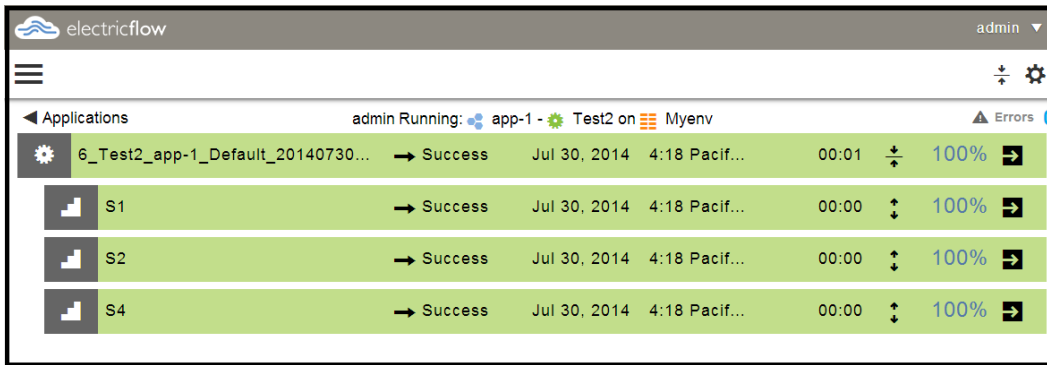 electricflow admin
Applications admin Running: app-1 - Test2 on Myenv Errors
6_Test2_app-1_Default_20140730... Success Jul 30, 2014 4:18 Pacif... 00:01 100%
S1 Success Jul 30, 2014 4:18 Pacif... 00:00 100%
S2 Success Jul 30, 2014 4:18 Pacif... 00:00 100%
S4 Success Jul 30, 2014 4:18 Pacif... 00:00 100%